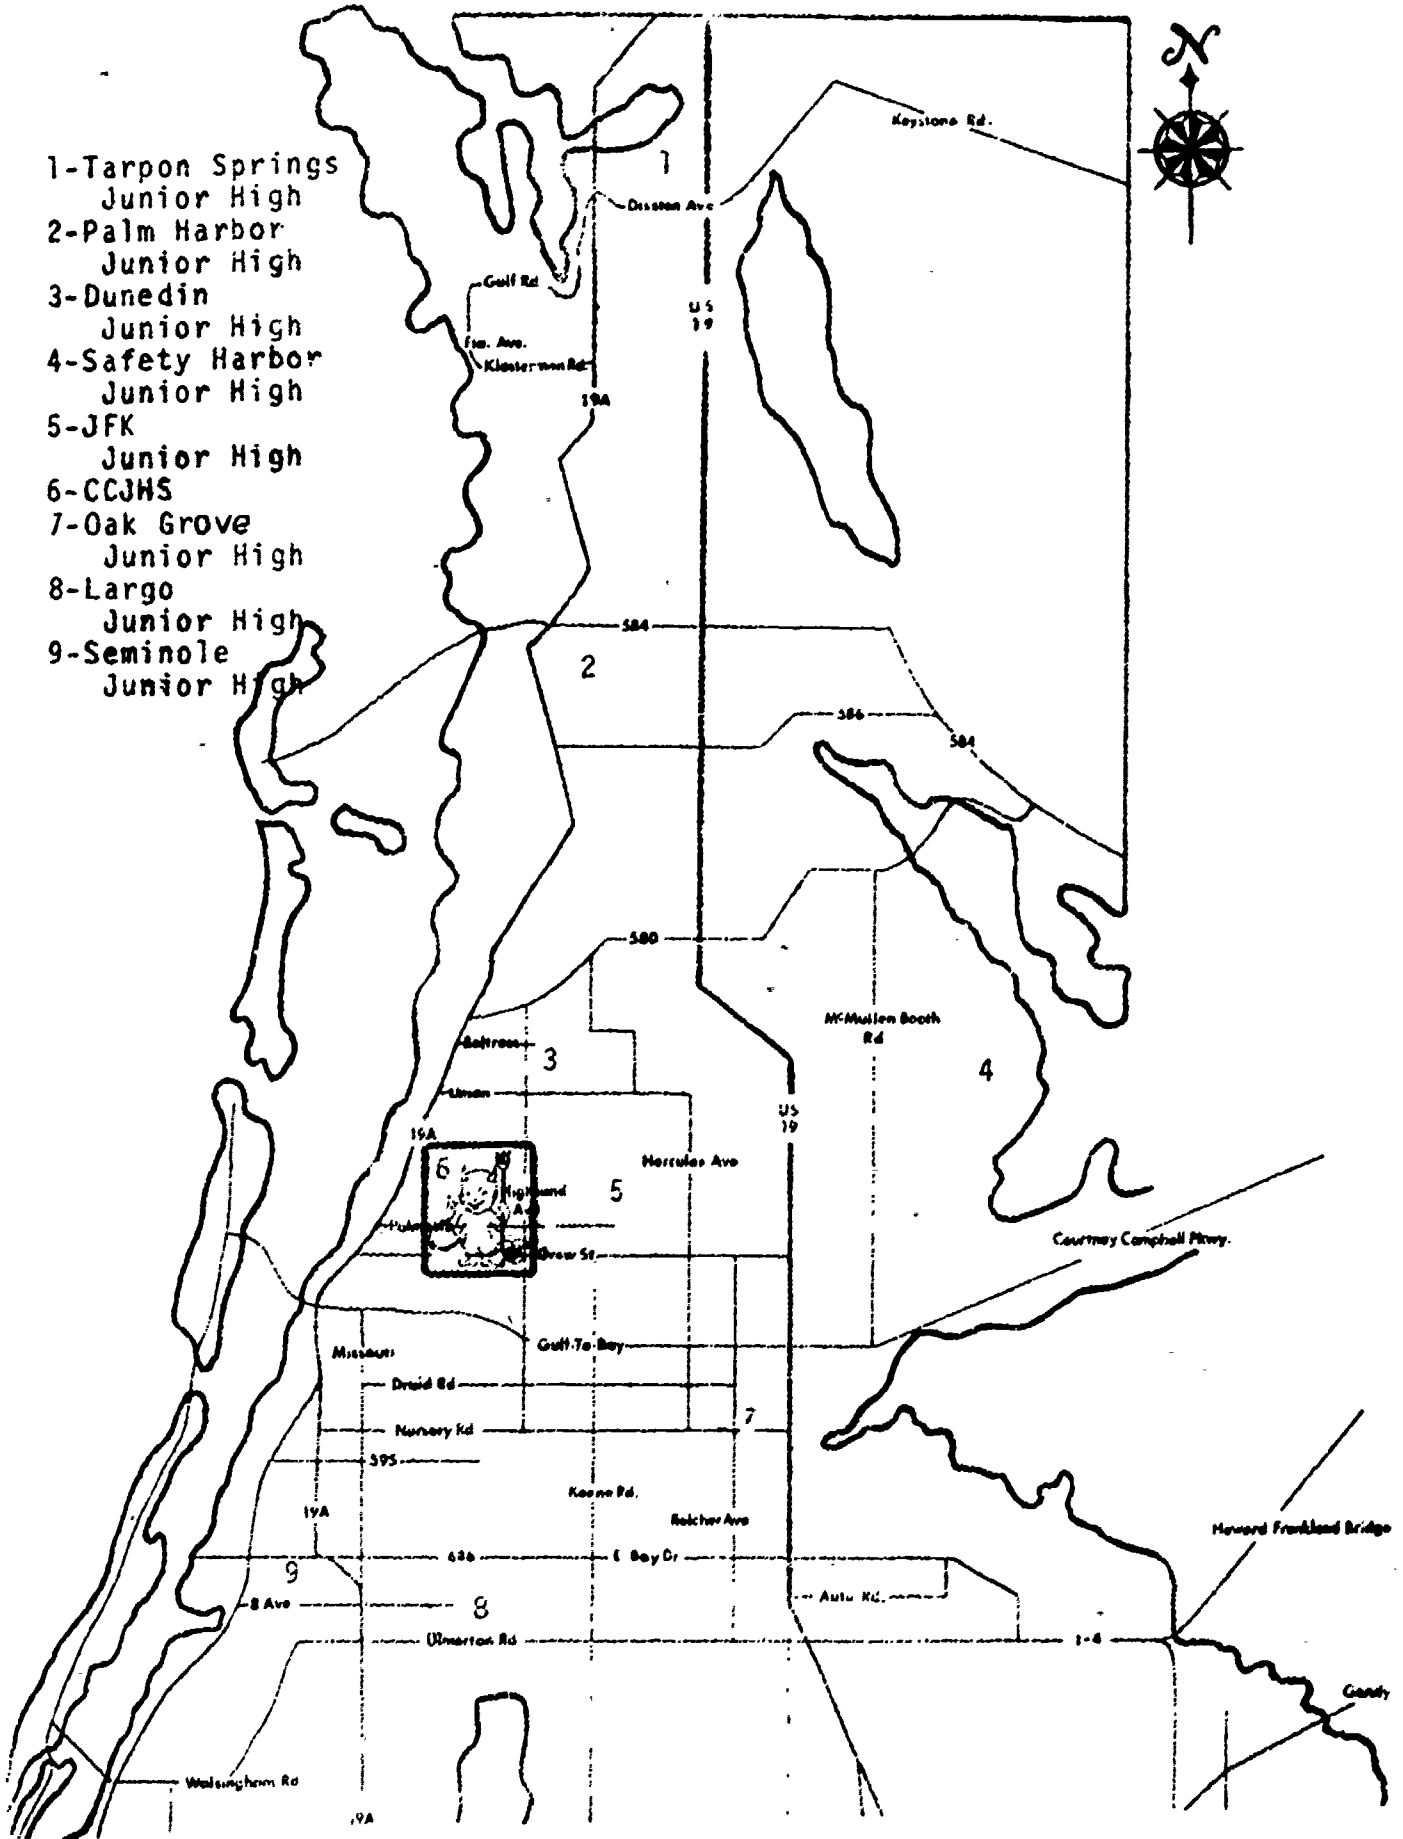 N
Keystone Rd.
1-Tarpon Springs
Junior High
2-Palm Harbor
Junior High
3-Dunedin
Junior High
4-Safety Harbor
Junior High
5-JFK
Junior High
6-CCJHS
7-Oak Grove
Junior High
8-Largo
Junior High
9-Seminole
Junior High
1
Disston Ave
Gulf Rd
US
19
Klosterman Rd
19A
584
2
586
584
580
McMullen Booth
Rd
3
4
Union
19A
US
19
6
Hercules Ave
5
Highland
Ave
Drew St
Courtney Campbell Pkwy.
Missouri
Gulf-To-Bay
Druid Rd
7
Nursery Rd
595
Keene Rd.
19A
Belcher Ave
Howard Frankland Bridge
686
E Bay Dr
9
8 Ave
8
Ulmerton Rd
I-4
Gandy
Walsingham Rd
19A